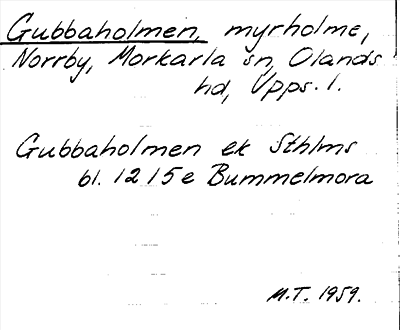 Gubbaholmen, myrholme,
Norrby, Morkarla sn, Olands
hd, Upps. l.
Gubbaholmen ek Sthlms
bl. 12 15 e Bummelmora
M.T. 1959.